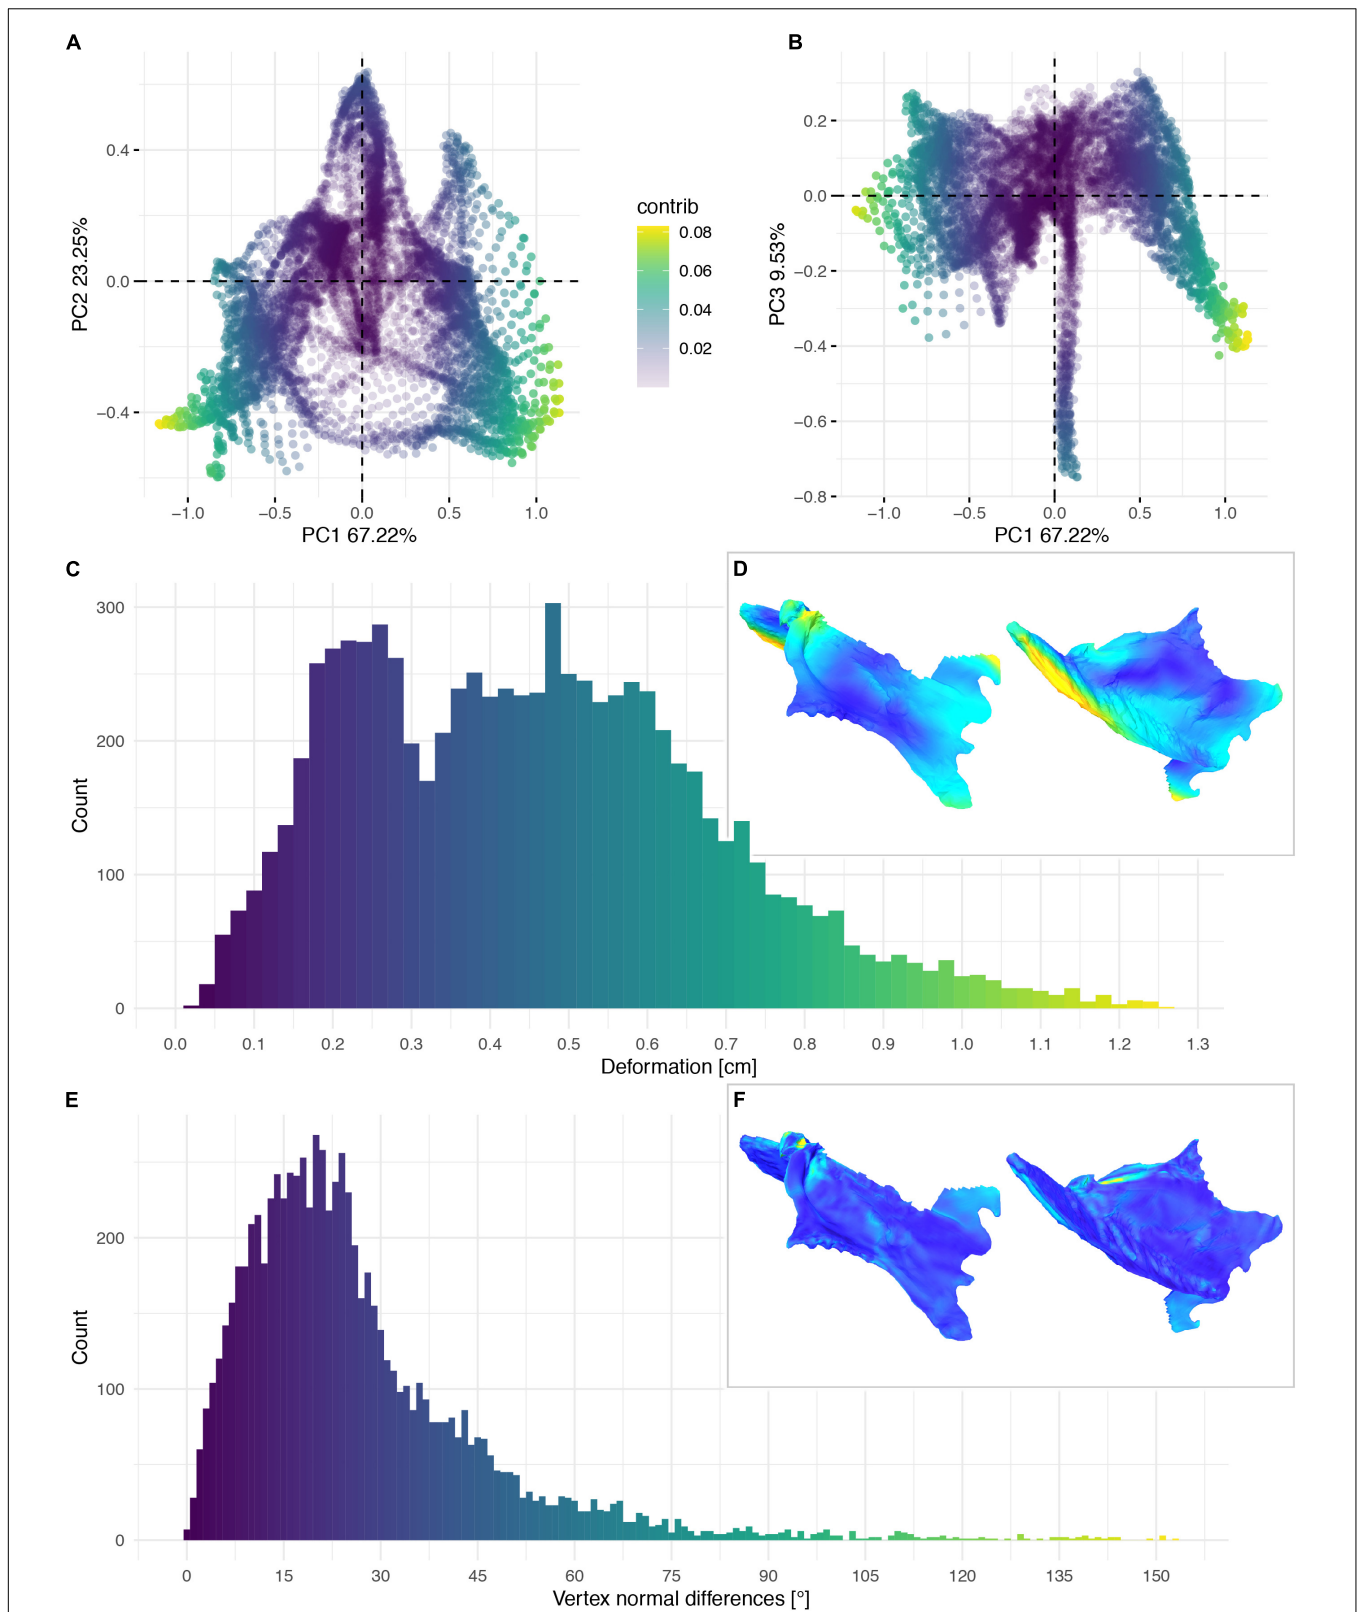 A
0.4
0.0
−0.4
PC2 23.25%
−1.0 −0.5 0.0 0.5 1.0
PC1 67.22%
contrib
0.08
0.06
0.04
0.02
B
0.2
0.0
−0.2
−0.4
−0.6
−0.8
PC3 9.53%
−1.0 −0.5 0.0 0.5 1.0
PC1 67.22%
C
300
200
100
0
Count
0.0 0.1 0.2 0.3 0.4 0.5 0.6 0.7 0.8 0.9 1.0 1.1 1.2 1.3
Deformation [cm]
D
E
200
100
0
Count
0 15 30 45 60 75 90 105 120 135 150
Vertex normal differences [°]
F